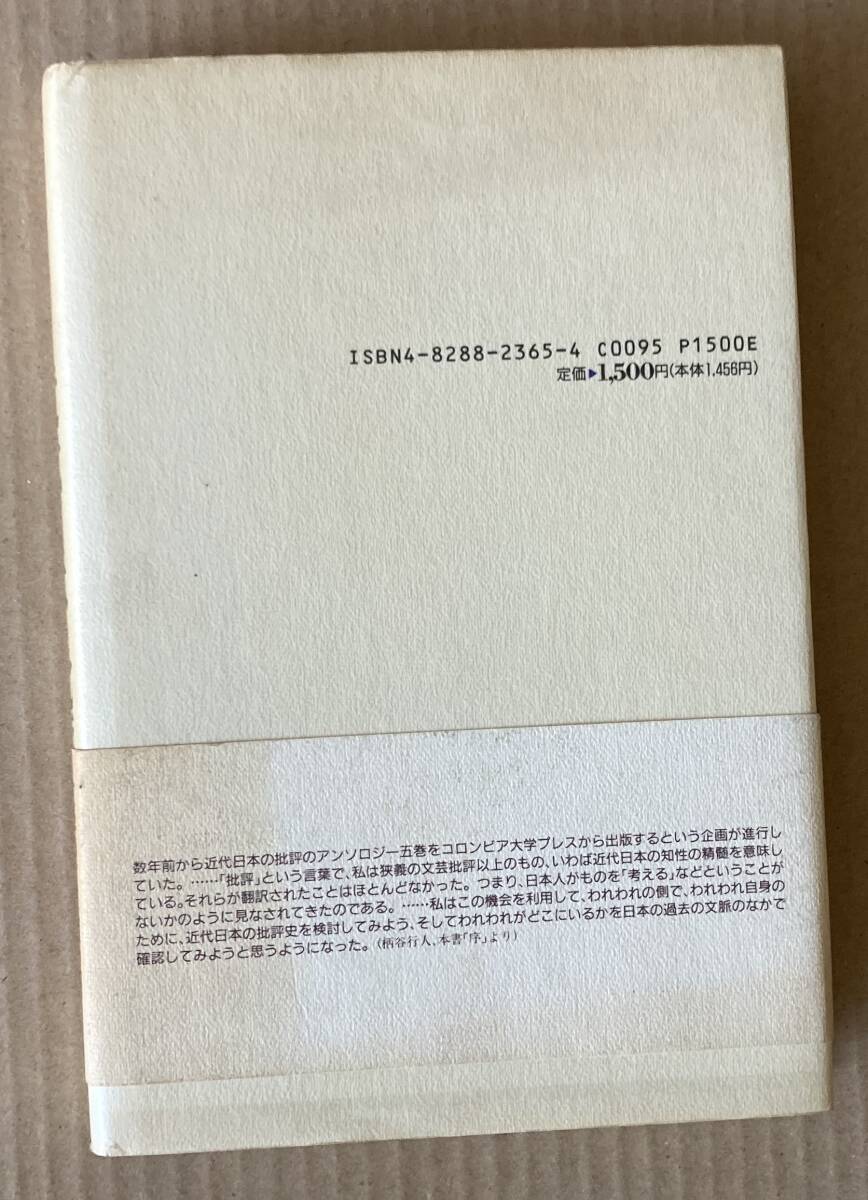 ISBN4-8288-2365-4 C0095 P1500E
定価▶1,500円(本体1,456円)
数年前から近代日本の批評のアンソロジー五巻をコロンビア大学プレスから出版するという企画が進行し
ていた。……「批評」という言葉で、私は狭義の文芸批評以上のもの、いわば近代日本の知性の精髄を意味し
ている。それらが翻訳されたことはほとんどなかった。つまり、日本人がものを「考える」などということが
ないかのように見なされてきたのである。……私はこの機会を利用して、われわれの側で、われわれ自身の
ために、近代日本の批評史を検討してみよう、そしてわれわれがどこにいるかを日本の過去の文脈のなかで
確認してみようと思うようになった。(柄谷行人、本書「序」より)